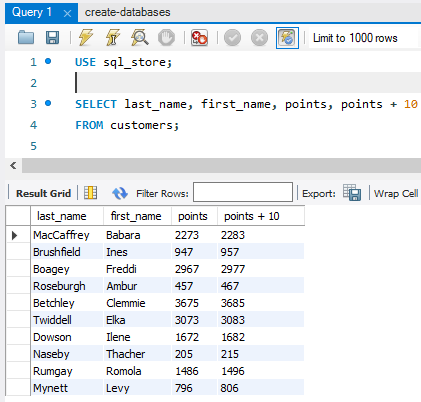 Query 1 create-databases
Limit to 1000 rows
1 USE sql_store;
2
3 SELECT last_name, first_name, points, points + 10
4 FROM customers;
5
Result Grid Filter Rows: Export: Wrap Cell
last_name first_name points points + 10
MacCaffrey Babara 2273 2283
Brushfield Ines 947 957
Boagey Freddi 2967 2977
Roseburgh Ambur 457 467
Betchley Clemmie 3675 3685
Twiddell Elka 3073 3083
Dowson Ilene 1672 1682
Naseby Thacher 205 215
Rumgay Romola 1486 1496
Mynett Levy 796 806